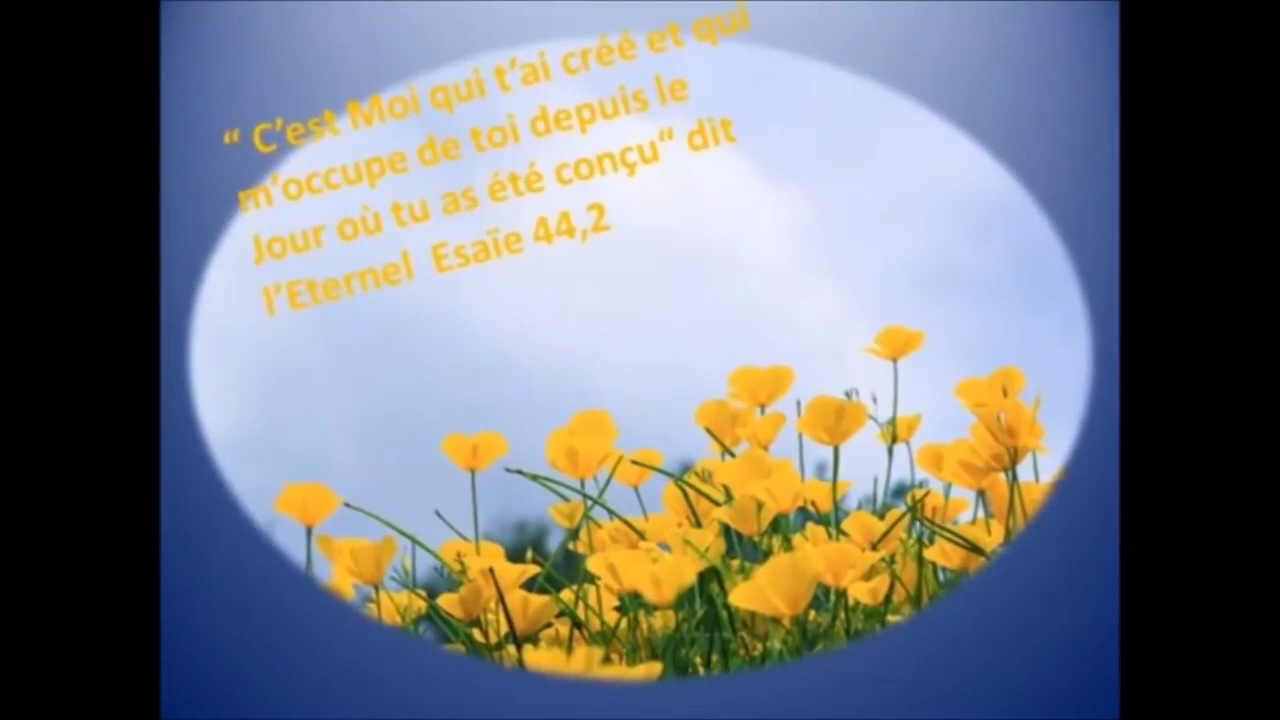 “ C’est Moi qui t’ai créé et qui
m’occupe de toi depuis le
Jour où tu as été conçu“ dit
l’Eternel  Esaïe 44,2